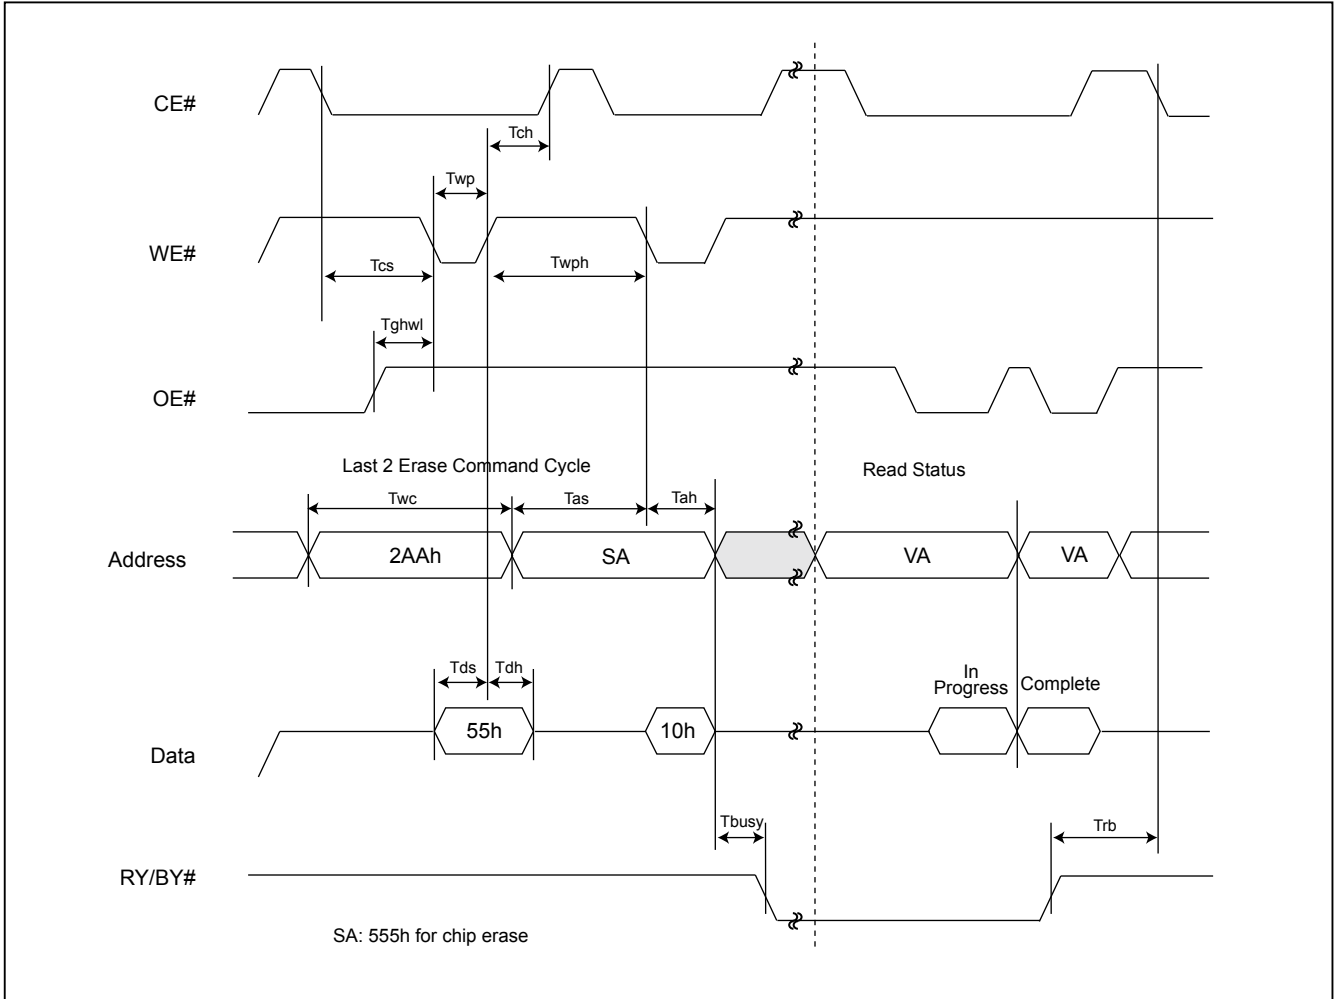 CE#
Tch
Twp
WE#
Tcs
Twph
Tghwl
OE#
Last 2 Erase Command Cycle
Read Status
Twc
Tas
Tah
Address
2AAh
SA
VA
VA
Tds
Tdh
In
Progress
Complete
Data
55h
10h
Tbusy
Trb
RY/BY#
SA: 555h for chip erase